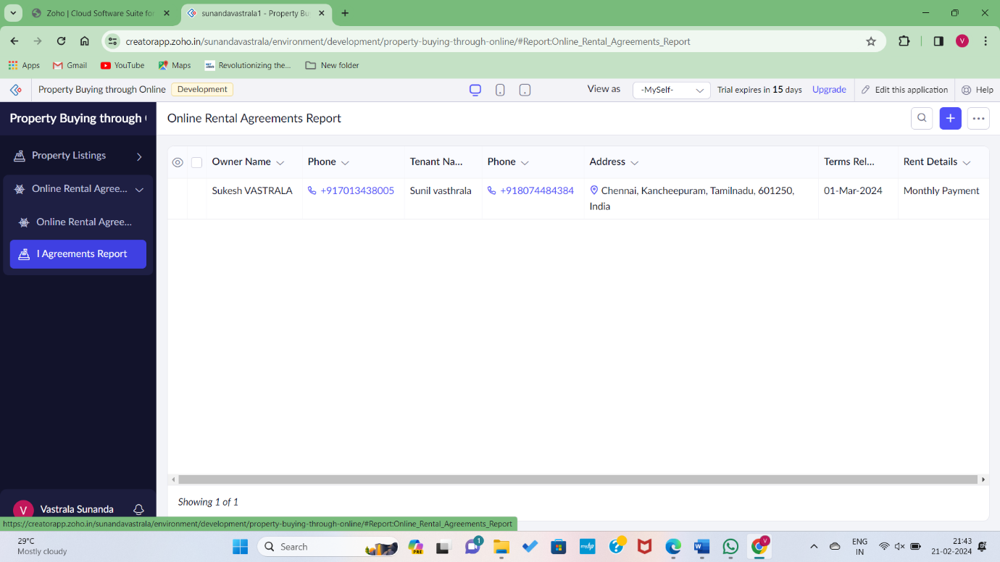 Zoho | Cloud Software Suite for
sunandavastrala1 - Property Bu
creatorapp.zoho.in/sunandavastrala/environment/development/property-buying-through-online/#Report:Online_Rental_Agreements_Report
V
Apps
Gmail
YouTube
Maps
Revolutionizing the...
New folder
Property Buying through Online
Development
View as
-MySelf-
Trial expires in 15 days
Upgrade
Edit this application
Help
Property Buying through
Online Rental Agreements Report
Property Listings
Online Rental Agree...
Online Rental Agree...
l Agreements Report
Owner Name
Phone
Tenant Na...
Phone
Address
Terms Rel...
Rent Details
Sukesh VASTRALA
+917013438005
Sunil vasthrala
+918074484384
Chennai, Kancheepuram, Tamilnadu, 601250,
India
01-Mar-2024
Monthly Payment
Showing 1 of 1
V
Vastrala Sunanda
https://creatorapp.zoho.in/sunandavastrala/environment/development/property-buying-through-online/#Report:Online_Rental_Agreements_Report
29°C
Mostly cloudy
Search
PRE
1
myhp
V
ENG
IN
21:43
21-02-2024